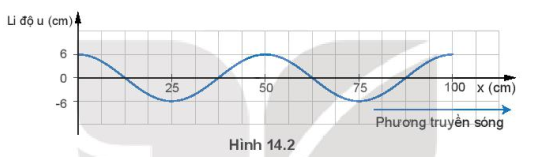 Li độ u (cm)
6
0
-6
25
50
75
100
x (cm)
Phương truyền sóng
Hình 14.2